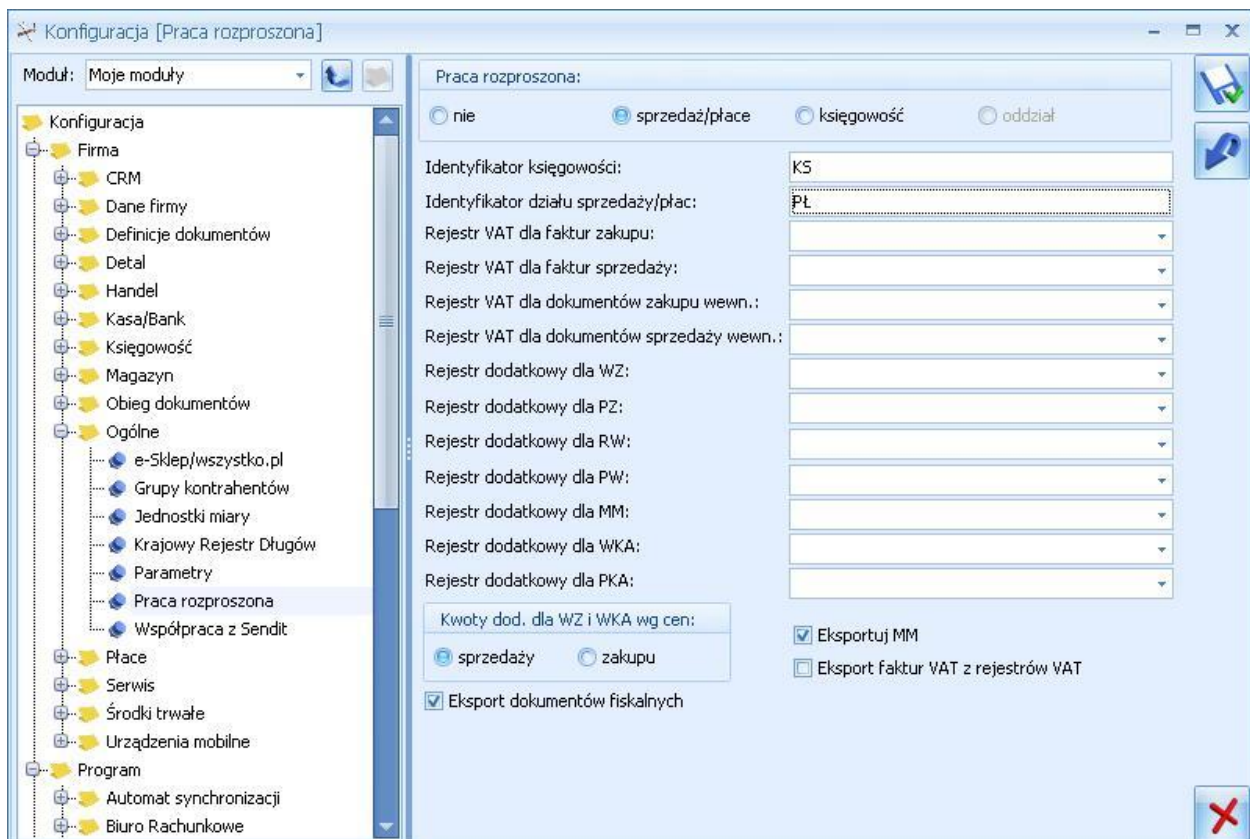 Konfiguracja [Praca rozproszona]
Moduł: Moje moduły
Konfiguracja
Firma
CRM
Dane firmy
Definicje dokumentów
Detal
Handel
Kasa/Bank
Księgowość
Magazyn
Obieg dokumentów
Ogólne
e-Sklep/wszystko.pl
Grupy kontrahentów
Jednostki miary
Krajowy Rejestr Długów
Parametry
Praca rozproszona
Współpraca z Sendit
Płace
Serwis
Środki trwałe
Urządzenia mobilne
Program
Automat synchronizacji
Biuro Rachunkowe
Praca rozproszona:
nie sprzedaż/płace księgowość oddział
Identyfikator księgowości: KS
Identyfikator działu sprzedaży/płac: PŁ
Rejestr VAT dla faktur zakupu:
Rejestr VAT dla faktur sprzedaży:
Rejestr VAT dla dokumentów zakupu wewn.:
Rejestr VAT dla dokumentów sprzedaży wewn.:
Rejestr dodatkowy dla WZ:
Rejestr dodatkowy dla PZ:
Rejestr dodatkowy dla RW:
Rejestr dodatkowy dla PW:
Rejestr dodatkowy dla MM:
Rejestr dodatkowy dla WKA:
Rejestr dodatkowy dla PKA:
Kwoty dod. dla WZ i WKA wg cen:
sprzedaży zakupu
Eksportuj MM
Eksport faktur VAT z rejestrów VAT
Eksport dokumentów fiskalnych